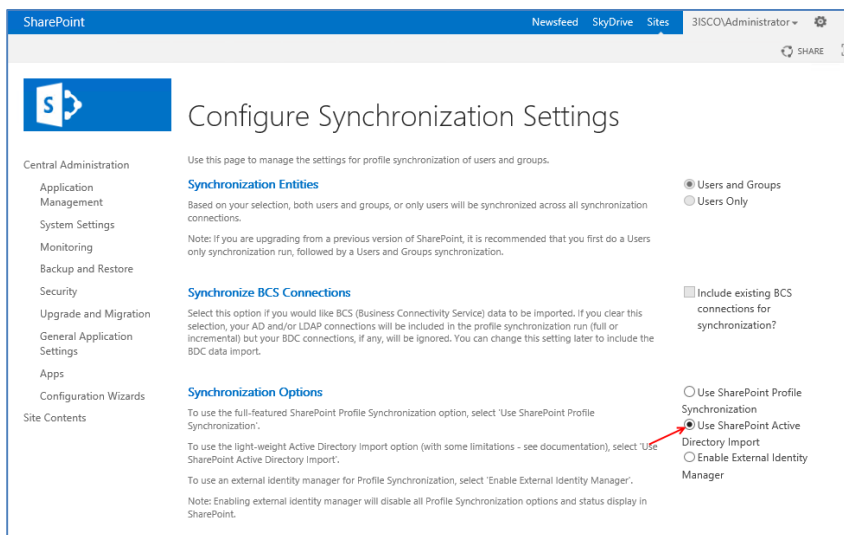 SharePoint
Newsfeed SkyDrive Sites 3ISCO\Administrator
SHARE
S
Configure Synchronization Settings
Central Administration
Application
Management
System Settings
Monitoring
Backup and Restore
Security
Upgrade and Migration
General Application
Settings
Apps
Configuration Wizards
Site Contents
Use this page to manage the settings for profile synchronization of users and groups.
Synchronization Entities
Based on your selection, both users and groups, or only users will be synchronized across all synchronization
connections.
Note: If you are upgrading from a previous version of SharePoint, it is recommended that you first do a Users
only synchronization run, followed by a Users and Groups synchronization.
Users and Groups
Users Only
Synchronize BCS Connections
Select this option if you would like BCS (Business Connectivity Service) data to be imported. If you clear this
selection, your AD and/or LDAP connections will be included in the profile synchronization run (full or
incremental) but your BDC connections, if any, will be ignored. You can change this setting later to include the
BDC data import.
Include existing BCS
connections for
synchronization?
Synchronization Options
To use the full-featured SharePoint Profile Synchronization option, select 'Use SharePoint Profile
Synchronization'.
To use the light-weight Active Directory Import option (with some limitations - see documentation), select 'Use
SharePoint Active Directory Import'.
To use an external identity manager for Profile Synchronization, select 'Enable External Identity Manager'.
Note: Enabling external identity manager will disable all Profile Synchronization options and status display in
SharePoint.
Use SharePoint Profile
Synchronization
Use SharePoint Active
Directory Import
Enable External Identity
Manager